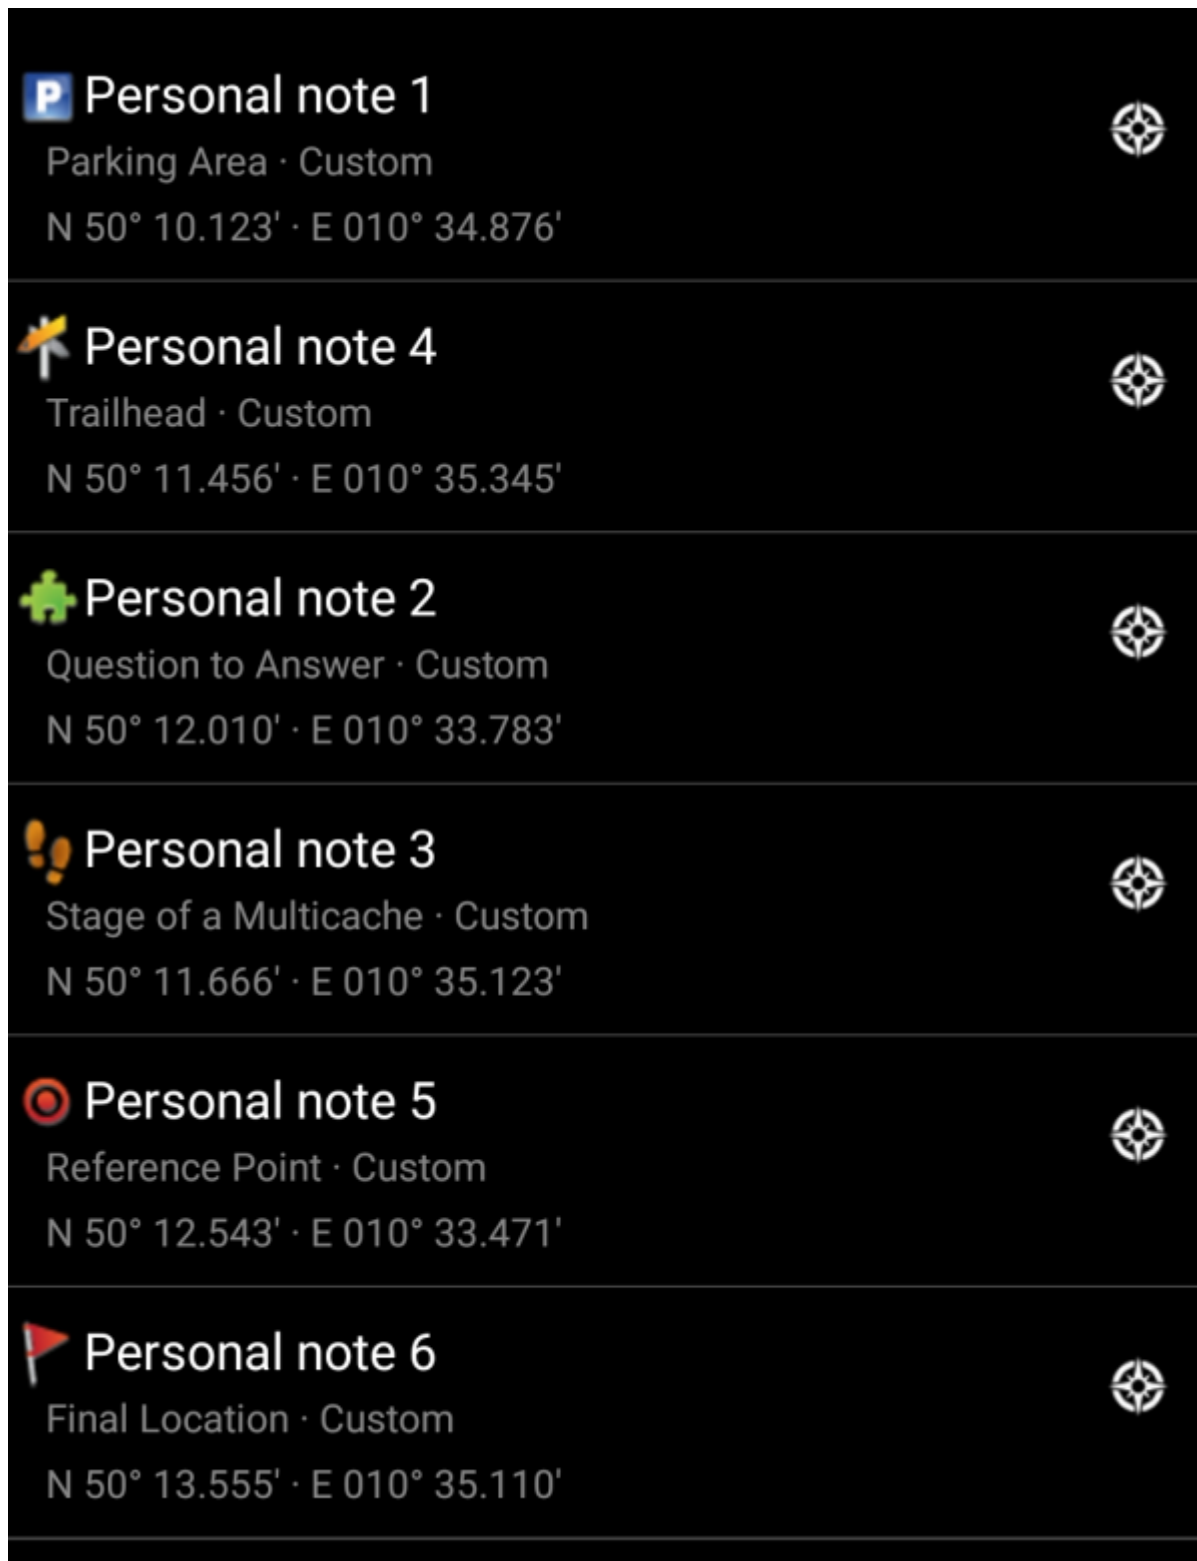 P Personal note 1
Parking Area · Custom
N 50° 10.123' · E 010° 34.876'
Personal note 4
Trailhead · Custom
N 50° 11.456' · E 010° 35.345'
Personal note 2
Question to Answer · Custom
N 50° 12.010' · E 010° 33.783'
Personal note 3
Stage of a Multicache · Custom
N 50° 11.666' · E 010° 35.123'
Personal note 5
Reference Point · Custom
N 50° 12.543' · E 010° 33.471'
Personal note 6
Final Location · Custom
N 50° 13.555' · E 010° 35.110'